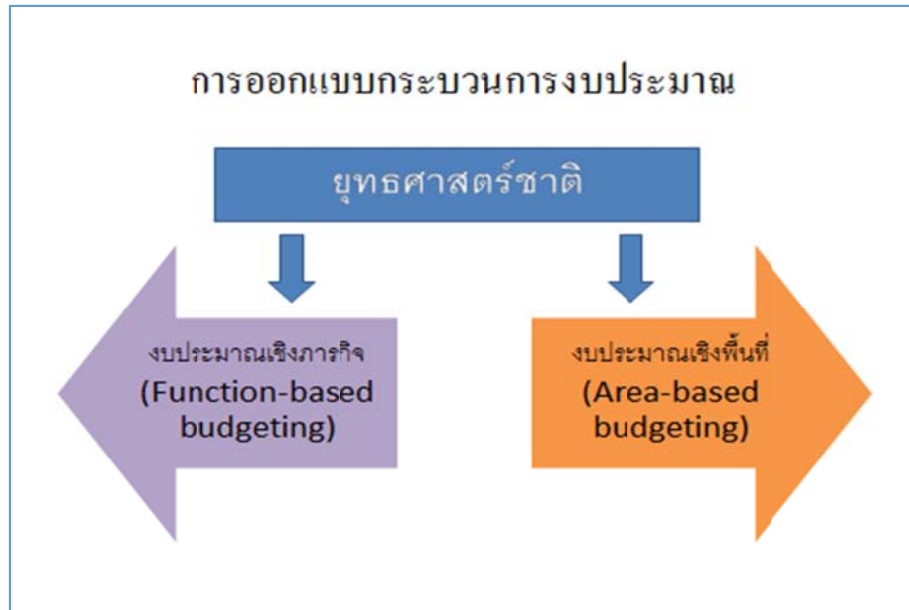 การออกแบบกระบวนการงบประมาณ
ยุทธศาสตร์ชาติ
งบประมาณเชิงภารกิจ
(Function-based
budgeting)
งบประมาณเชิงพื้นที่
(Area-based
budgeting)